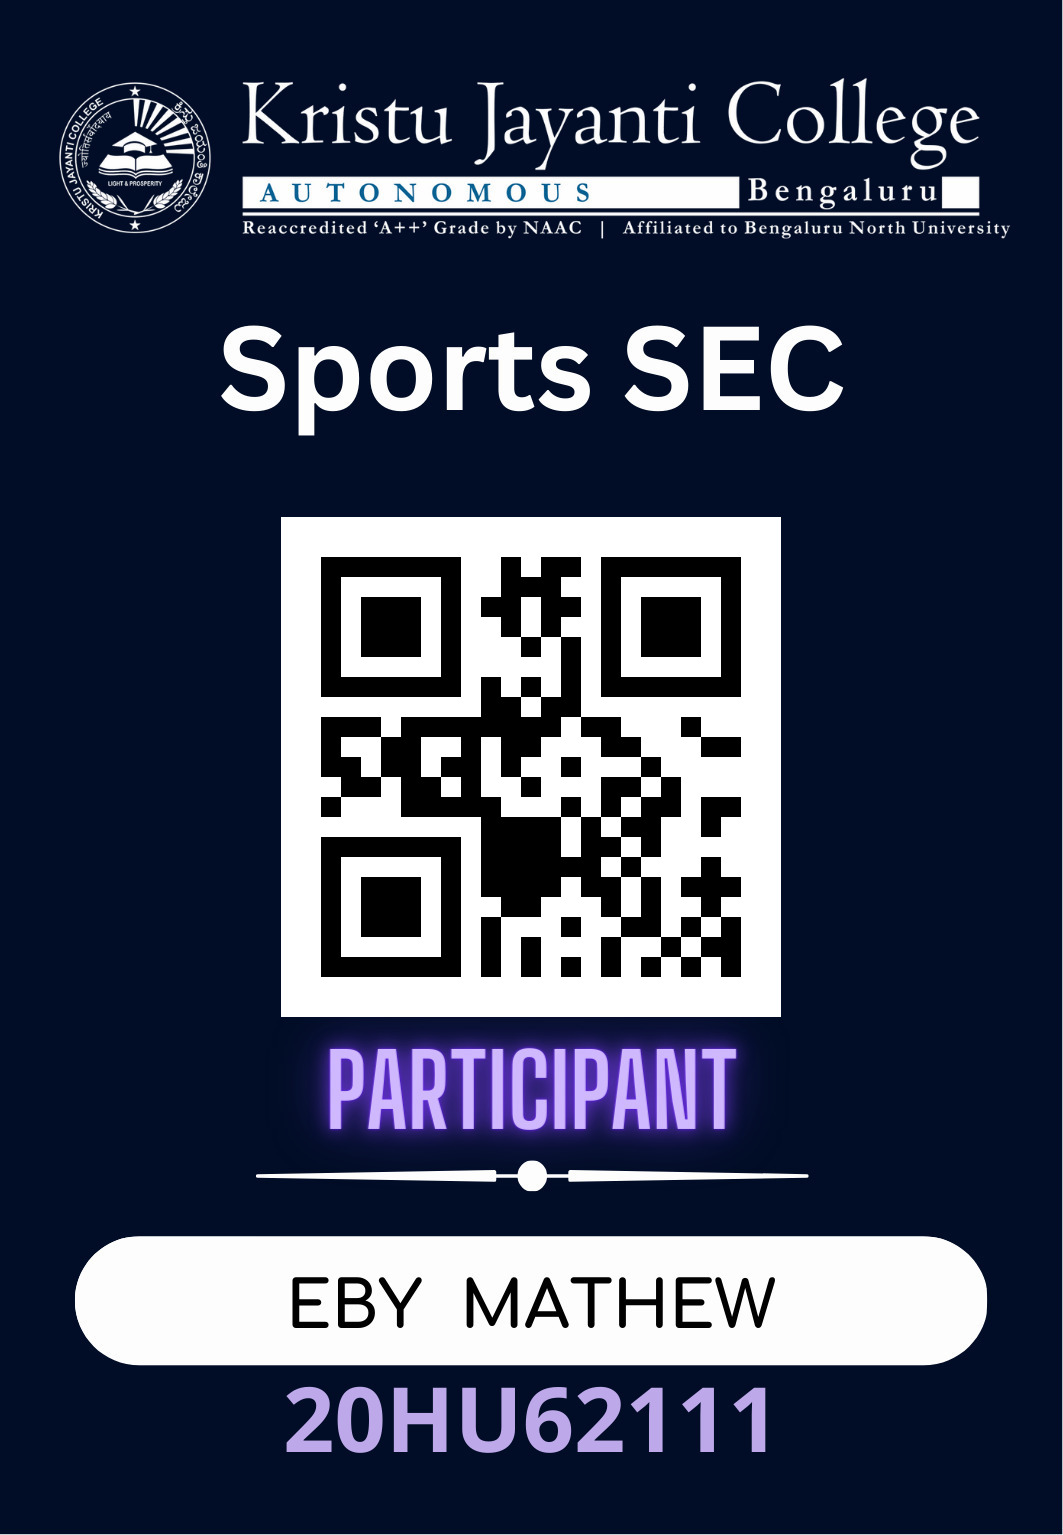 Kristu Jayanti College
AUTONOMOUS Bengaluru
Reaccredited ‘A++’ Grade by NAAC | Affiliated to Bengaluru North University
KRISTU JAYANTI COLLEGE
LIGHT & PROSPERITY
Sports SEC
PARTICIPANT
EBY MATHEW
20HU62111